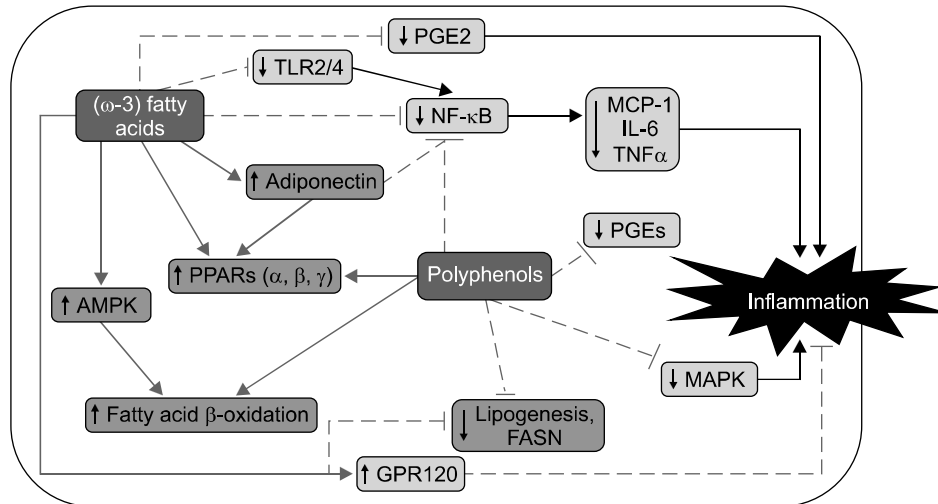 ↓ PGE2
↓ TLR2/4
(ω-3) fatty
acids
↓ NF-κB
↓ MCP-1
IL-6
TNFα
↑ Adiponectin
↓ PGEs
↑ PPARs (α, β, γ)
Polyphenols
↑ AMPK
Inflammation
↓ MAPK
↑ Fatty acid β-oxidation
↓ Lipogenesis,
FASN
↑ GPR120